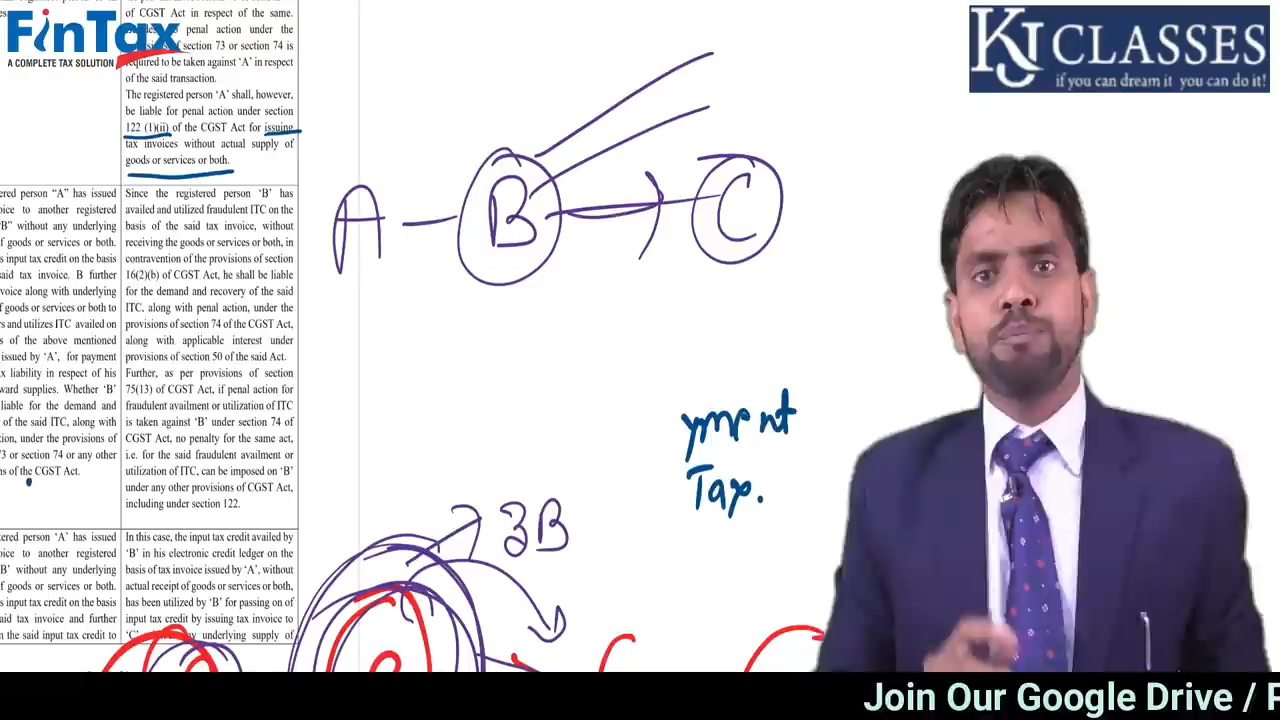 FinTax
A COMPLETE TAX SOLUTION
KJ CLASSES
if you can dream it you can do it!
of CGST Act in respect of the same.
penal action under the
section 73 or section 74 is
required to be taken against ‘A’ in respect
of the said transaction.
The registered person ‘A’ shall, however,
be liable for penal action under section
122 (1)(ii) of the CGST Act for issuing
tax invoices without actual supply of
goods or services or both.
ered person “A” has issued
oice to another registered
“B” without any underlying
of goods or services or both.
s input tax credit on the basis
said tax invoice. B further
voice along with underlying
f goods or services or both to
rs and utilizes ITC availed on
s of the above mentioned
issued by ‘A’, for payment
x liability in respect of his
ward supplies. Whether ‘B’
liable for the demand and
of the said ITC, along with
ion, under the provisions of
73 or section 74 or any other
ns of the CGST Act.
Since the registered person ‘B’ has
availed and utilized fraudulent ITC on the
basis of the said tax invoice, without
receiving the goods or services or both, in
contravention of the provisions of section
16(2)(b) of CGST Act, he shall be liable
for the demand and recovery of the said
ITC, along with penal action, under the
provisions of section 74 of the CGST Act,
along with applicable interest under
provisions of section 50 of the said Act.
Further, as per provisions of section
75(13) of CGST Act, if penal action for
fraudulent availment or utilization of ITC
is taken against ‘B’ under section 74 of
CGST Act, no penalty for the same act,
i.e. for the said fraudulent availment or
utilization of ITC, can be imposed on ‘B’
under any other provisions of CGST Act,
including under section 122.
ered person ‘A’ has issued
oice to another registered
B’ without any underlying
of goods or services or both.
s input tax credit on the basis
aid tax invoice and further
n the said input tax credit to
In this case, the input tax credit availed by
‘B’ in his electronic credit ledger on the
basis of tax invoice issued by ‘A’, without
actual receipt of goods or services or both,
has been utilized by ‘B’ for passing on of
input tax credit by issuing tax invoice to
‘C’ underlying supply of
A B C
yment
Tax.
3B
Join Our Google Drive / P